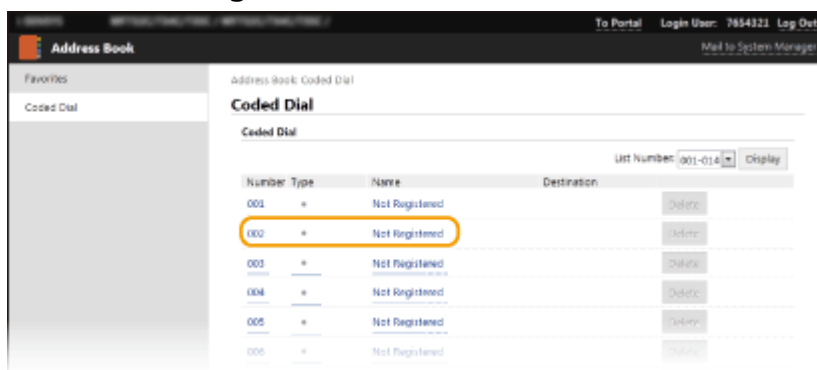 To Portal Login User: 7654321 Log Out
Address Book
Mail to System Manager
Favorites
Coded Dial
Address Book: Coded Dial
Coded Dial
Coded Dial
List Number: 001-014 Display
Number Type Name Destination
001 Not Registered Delete
002 Not Registered Delete
003 Not Registered Delete
004 Not Registered Delete
005 Not Registered Delete
006 Not Registered Delete